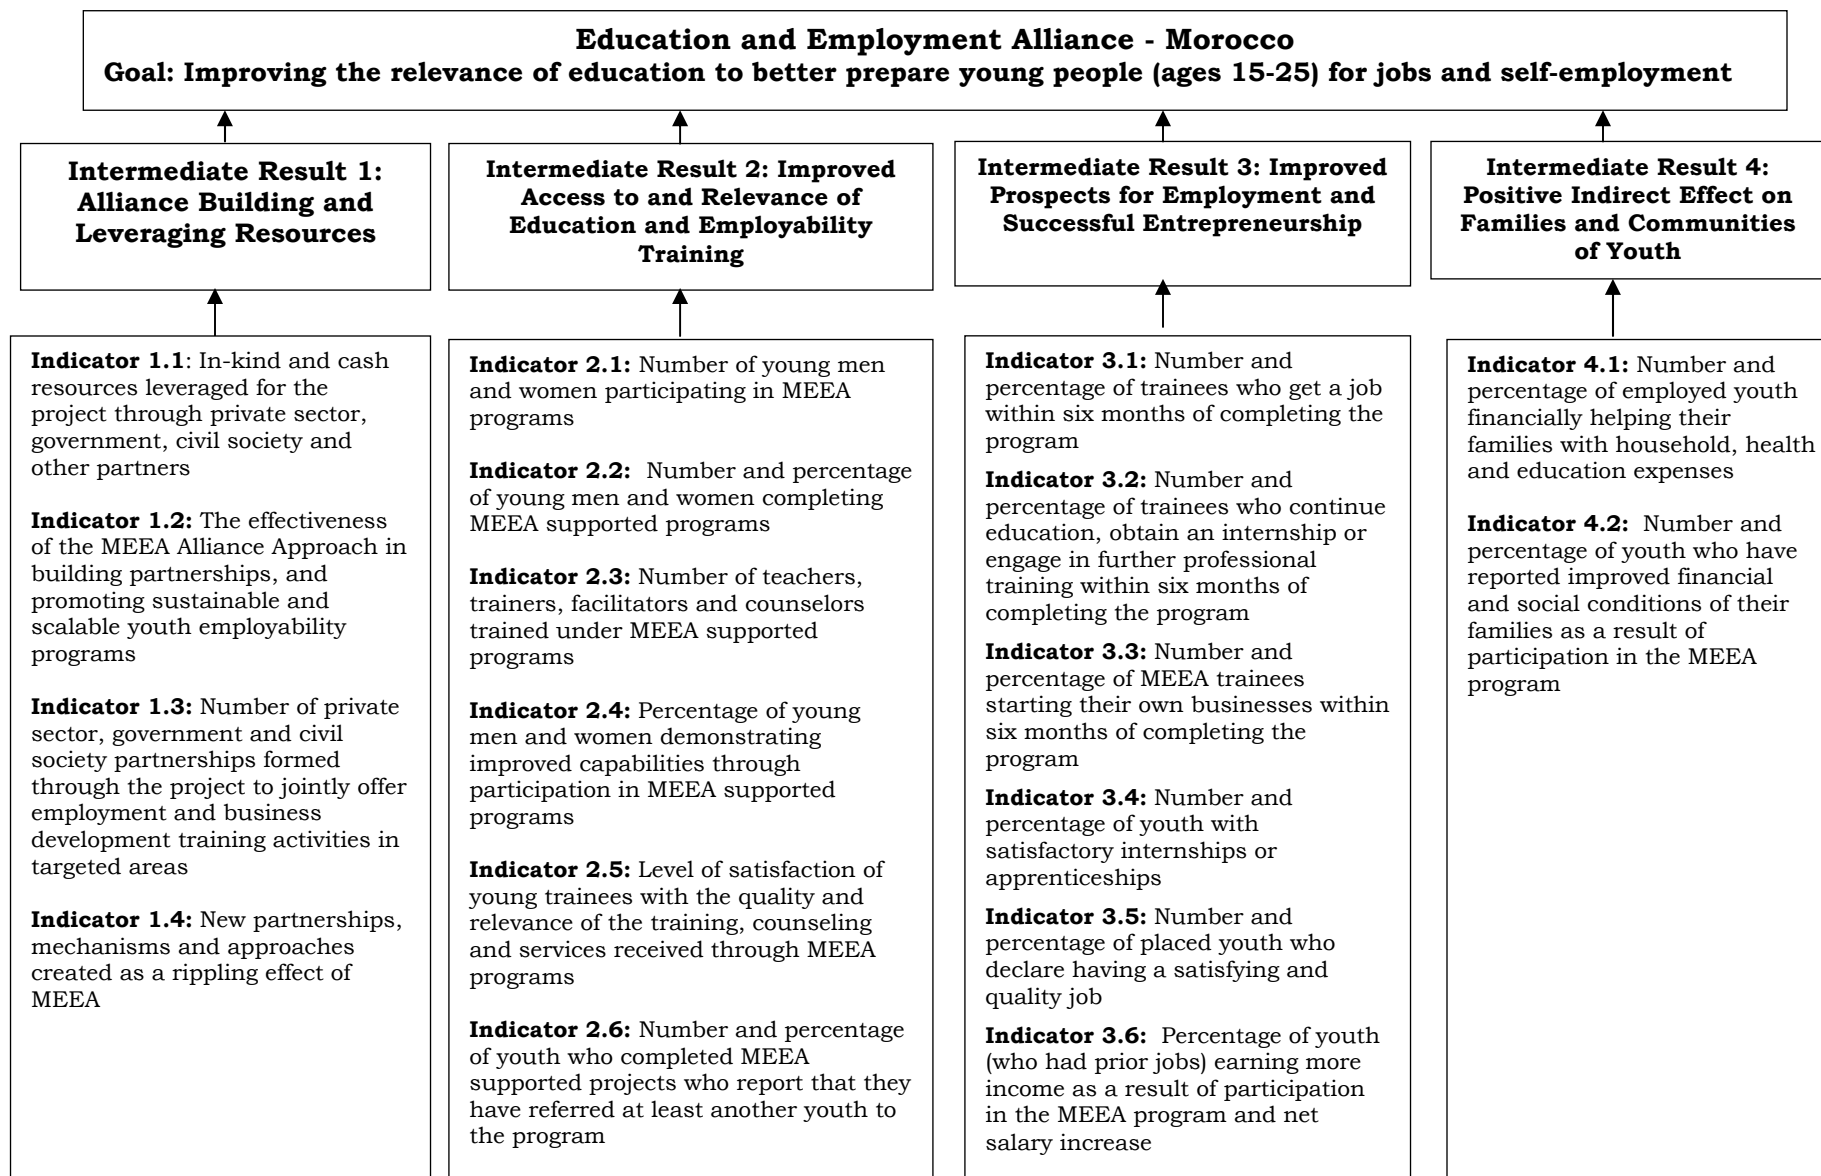 Education and Employment Alliance - Morocco
Goal: Improving the relevance of education to better prepare young people (ages 15-25) for jobs and self-employment
Intermediate Result 1:
Alliance Building and
Leveraging Resources
Intermediate Result 2: Improved
Access to and Relevance of
Education and Employability
Training
Intermediate Result 3: Improved
Prospects for Employment and
Successful Entrepreneurship
Intermediate Result 4:
Positive Indirect Effect on
Families and Communities
of Youth
Indicator 1.1: In-kind and cash
resources leveraged for the
project through private sector,
government, civil society and
other partners
Indicator 1.2: The effectiveness
of the MEEA Alliance Approach in
building partnerships, and
promoting sustainable and
scalable youth employability
programs
Indicator 1.3: Number of private
sector, government and civil
society partnerships formed
through the project to jointly offer
employment and business
development training activities in
targeted areas
Indicator 1.4: New partnerships,
mechanisms and approaches
created as a rippling effect of
MEEA
Indicator 2.1: Number of young men
and women participating in MEEA
programs
Indicator 2.2: Number and percentage
of young men and women completing
MEEA supported programs
Indicator 2.3: Number of teachers,
trainers, facilitators and counselors
trained under MEEA supported
programs
Indicator 2.4: Percentage of young
men and women demonstrating
improved capabilities through
participation in MEEA supported
programs
Indicator 2.5: Level of satisfaction of
young trainees with the quality and
relevance of the training, counseling
and services received through MEEA
programs
Indicator 2.6: Number and percentage
of youth who completed MEEA
supported projects who report that they
have referred at least another youth to
the program
Indicator 3.1: Number and
percentage of trainees who get a job
within six months of completing the
program
Indicator 3.2: Number and
percentage of trainees who continue
education, obtain an internship or
engage in further professional
training within six months of
completing the program
Indicator 3.3: Number and
percentage of MEEA trainees
starting their own businesses within
six months of completing the
program
Indicator 3.4: Number and
percentage of youth with
satisfactory internships or
apprenticeships
Indicator 3.5: Number and
percentage of placed youth who
declare having a satisfying and
quality job
Indicator 3.6: Percentage of youth
(who had prior jobs) earning more
income as a result of participation
in the MEEA program and net
salary increase
Indicator 4.1: Number and
percentage of employed youth
financially helping their
families with household, health
and education expenses
Indicator 4.2: Number and
percentage of youth who have
reported improved financial
and social conditions of their
families as a result of
participation in the MEEA
program